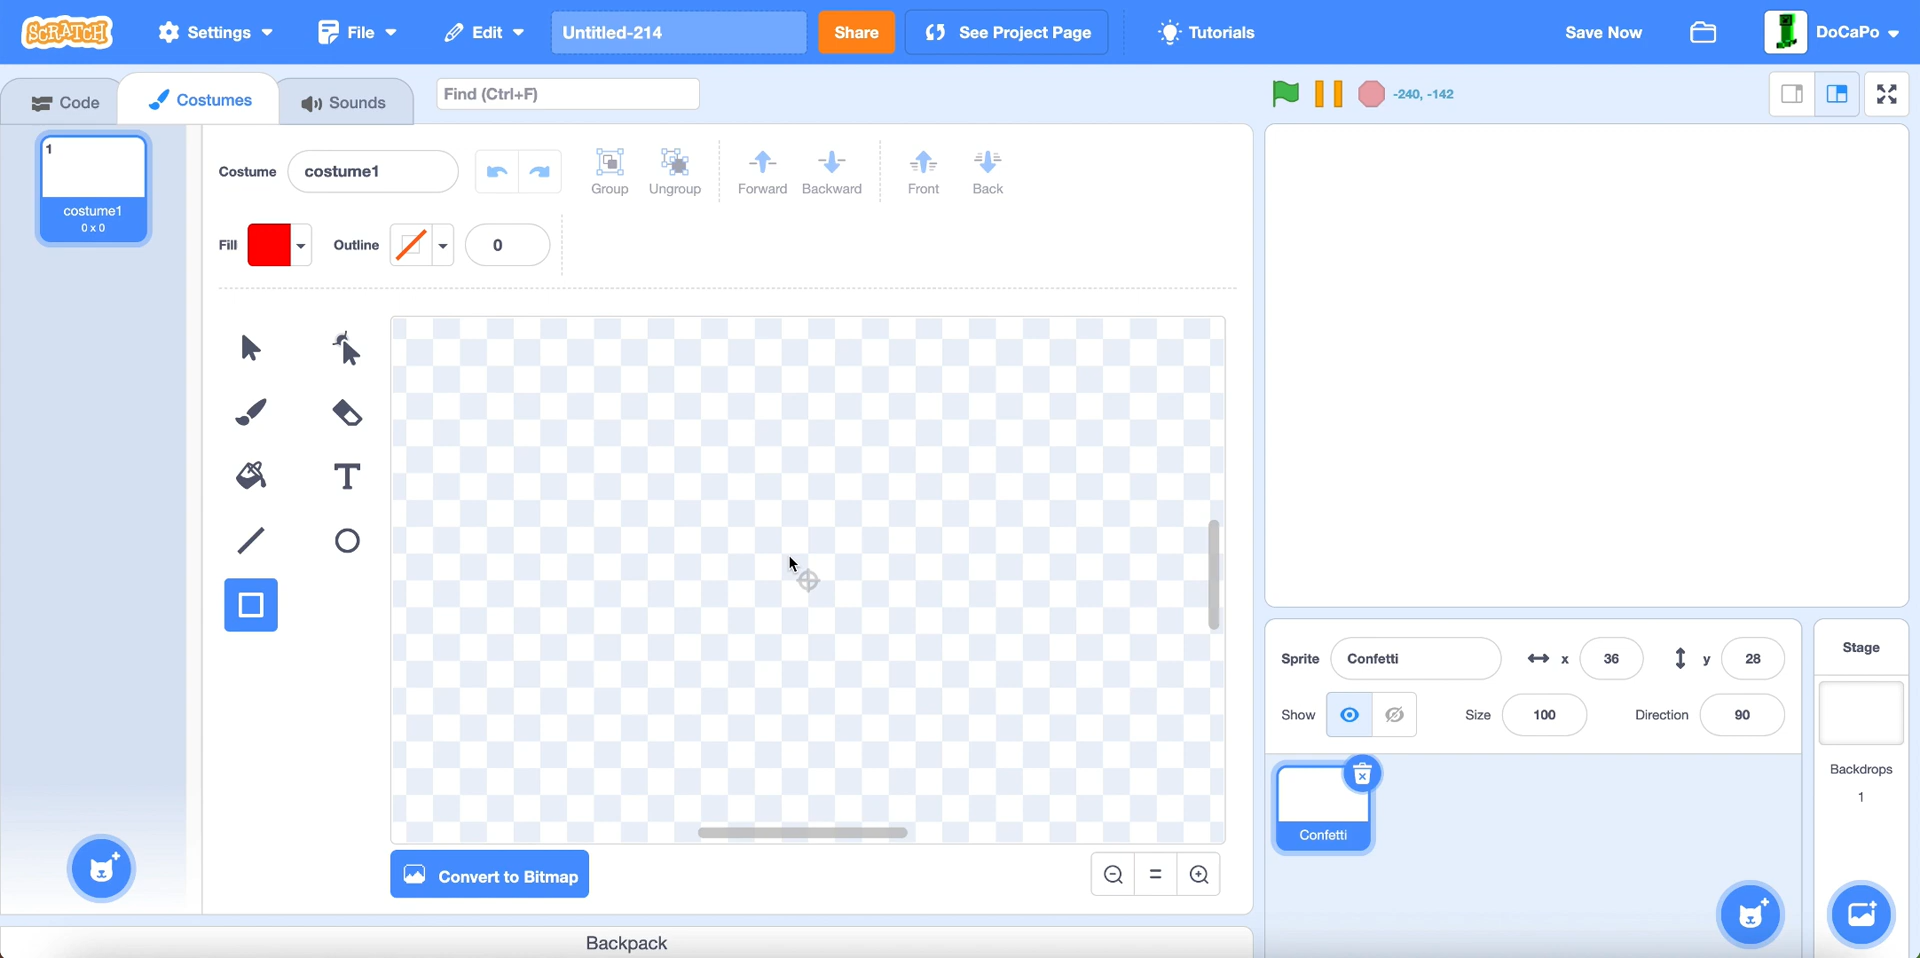 SCRATCH Settings File Edit Untitled-214 Share See Project Page Tutorials Save Now DoCaPo
Code Costumes Sounds Find (Ctrl+F) -240, -142
1
costume1
0 x 0
Costume costume1 Group Ungroup Forward Backward Front Back
Fill Outline 0
Convert to Bitmap
Backpack
Sprite Confetti x 36 y 28
Show Size 100 Direction 90
Confetti
Stage
Backdrops
1